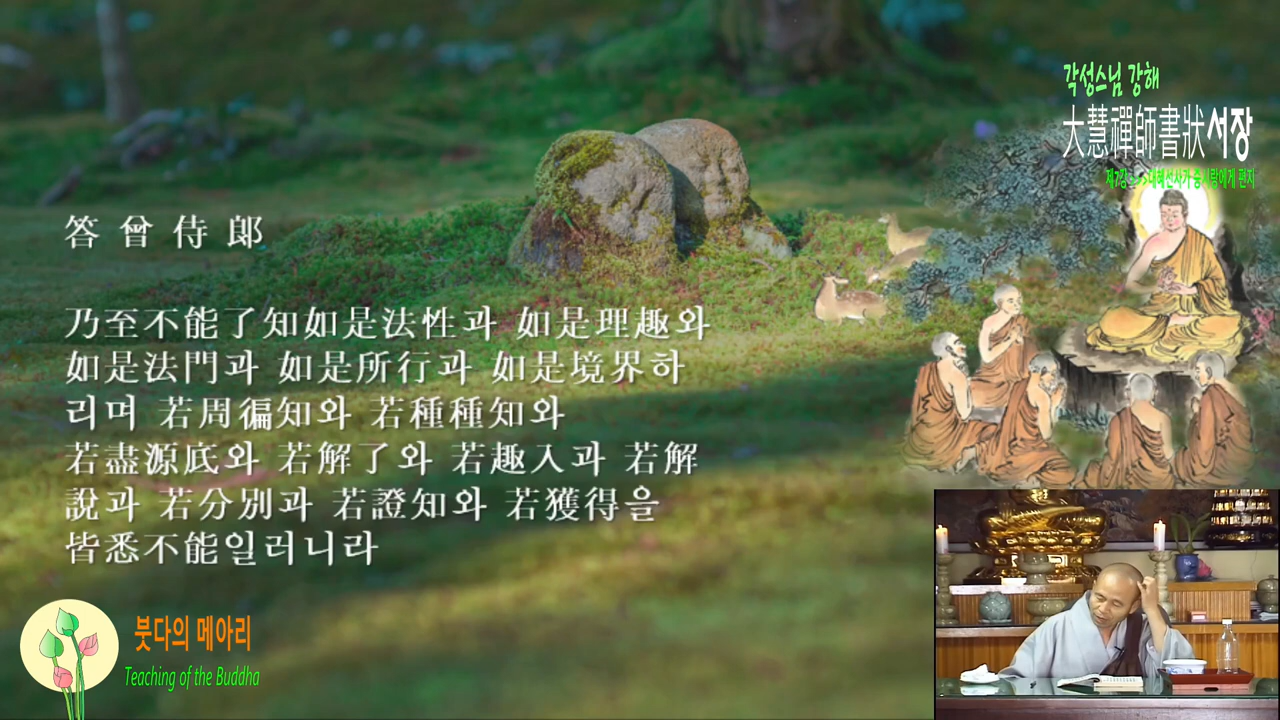 각성스님 강해
大慧禪師書狀서장
答曾侍郞
乃至不能了知如是法性과 如是理趣와
如是法門과 如是所行과 如是境界하
리며 若周徧知와 若種種知와
若盡源底와 若解了와 若趣入과 若解
說과 若分別과 若證知와 若獲得을
皆悉不能일러니라
붓다의 메아리
Teaching of the Buddha